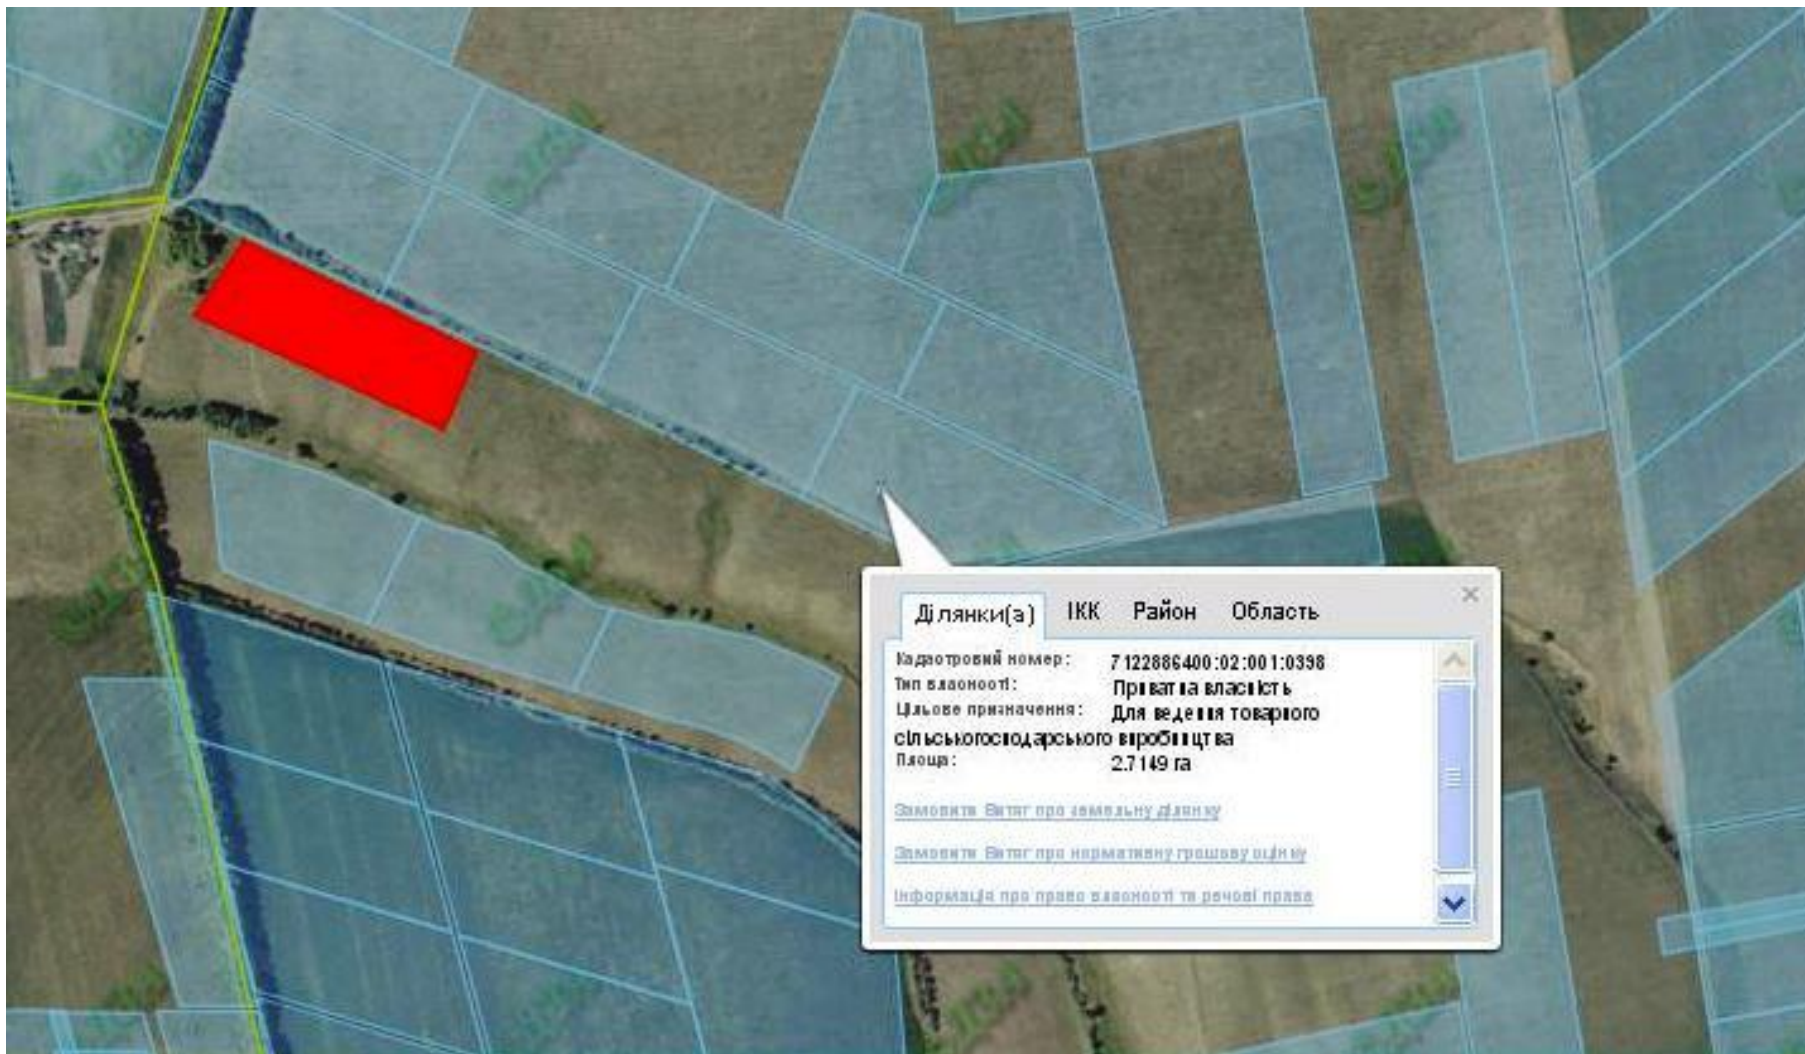 Ділянки(а) ІКК Район Область
Кадастровий номер: 7122886400:02:001:0398
Тип власності: Приватна власність
Цільове призначення: Для ведення товарного
сільськогосподарського виробництва
Площа: 2.7149 га
Замовити Витяг про земельну ділянку
Замовити Витяг про нормативну грошову оцінку
Інформація про право власності та речові права